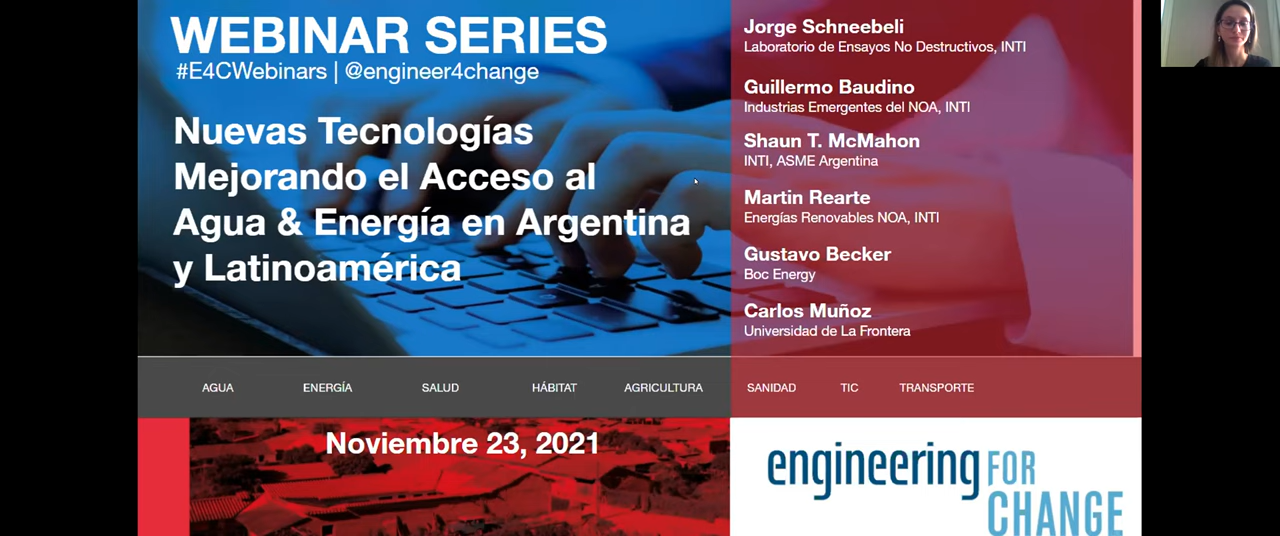 WEBINAR SERIES
#E4CWebinars | @engineer4change
Nuevas Tecnologías
Mejorando el Acceso al
Agua & Energía en Argentina
y Latinoamérica
Jorge Schneebeli
Laboratorio de Ensayos No Destructivos, INTI
Guillermo Baudino
Industrias Emergentes del NOA, INTI
Shaun T. McMahon
INTI, ASME Argentina
Martin Rearte
Energías Renovables NOA, INTI
Gustavo Becker
Boc Energy
Carlos Muñoz
Universidad de La Frontera
AGUA ENERGÍA SALUD HÁBITAT AGRICULTURA SANIDAD TIC TRANSPORTE
Noviembre 23, 2021
engineering FOR
CHANGE